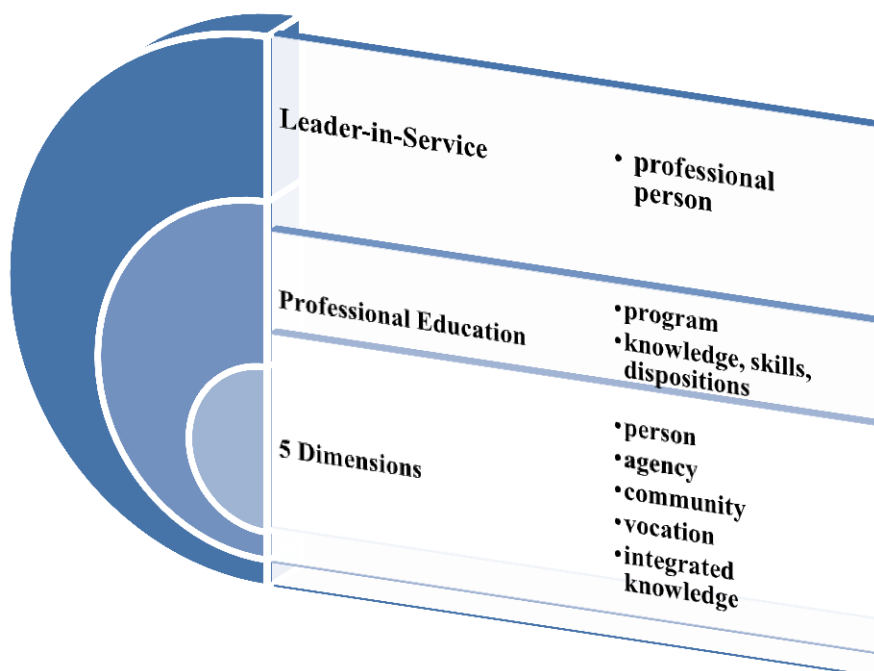 Leader-in-Service
• professional
person
Professional Education
•program
•knowledge, skills,
dispositions
5 Dimensions
•person
•agency
•community
•vocation
•integrated
knowledge